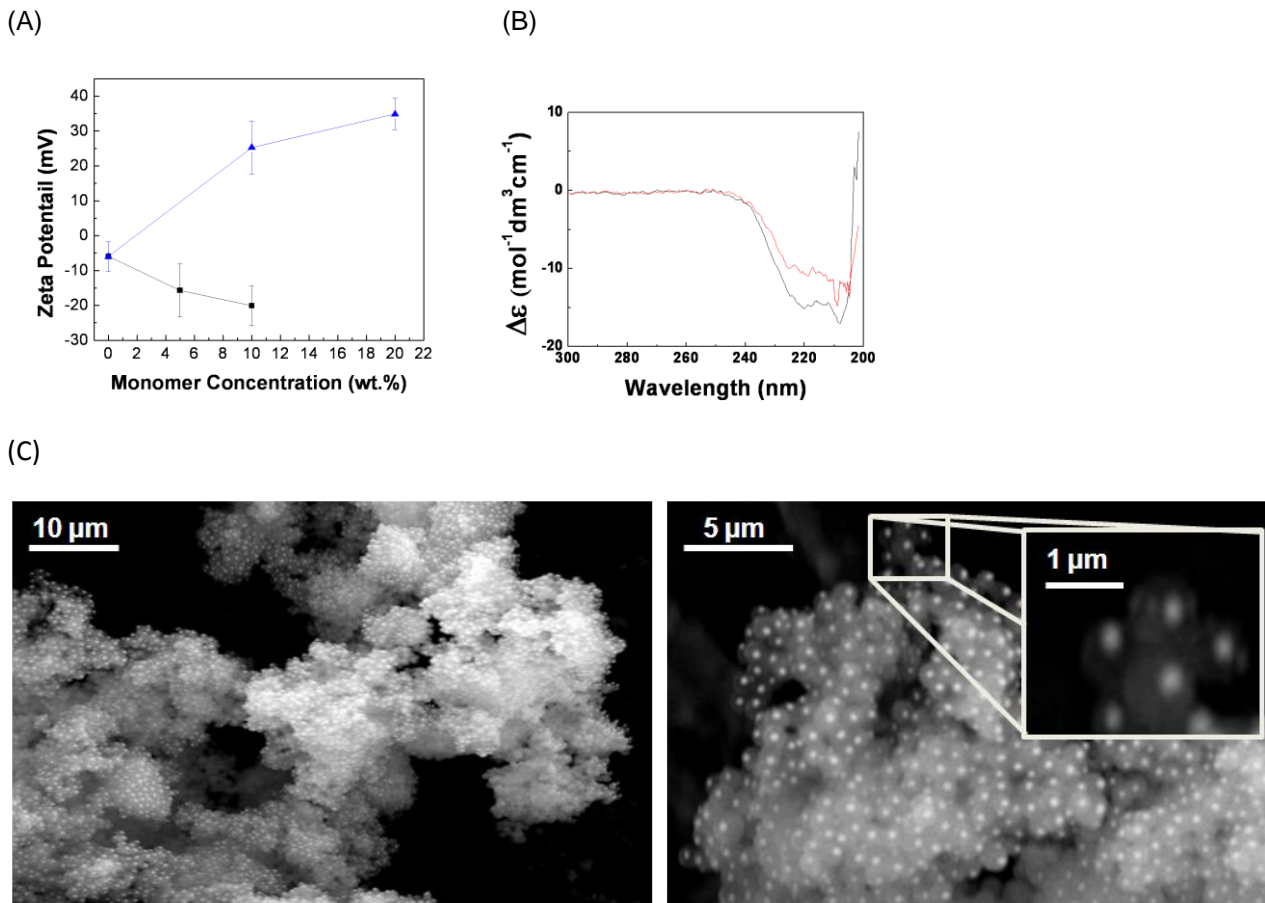 (A)
(B)
40
30
20
10
0
-10
-20
-30
0 2 4 6 8 10 12 14 16 18 20 22
Zeta Potentail (mV)
Monomer Concentration (wt.%)
10
0
-10
-20
300 280 260 240 220 200
Δε (mol⁻¹dm³cm⁻¹)
Wavelength (nm)
(C)
10 µm
5 µm
1 µm